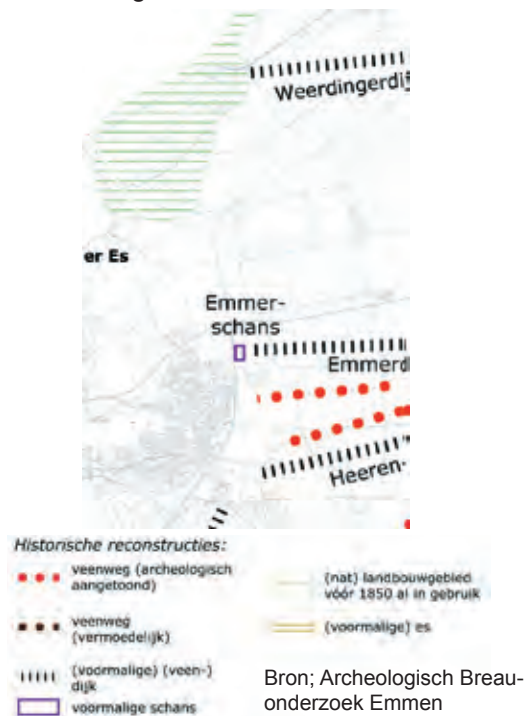 Weerdingerdij
er Es
Emmer-
schans
Emmerd
Heeren-
Historische reconstructies:
veenweg (archeologisch
aangetoond)
veenweg
(vermoedelijk)
(voormalige) (veen-)
dijk
voormalige schans
(nat) landbouwgebied
vóór 1850 al in gebruik
(voormalige) es
Bron; Archeologisch Breau-
onderzoek Emmen